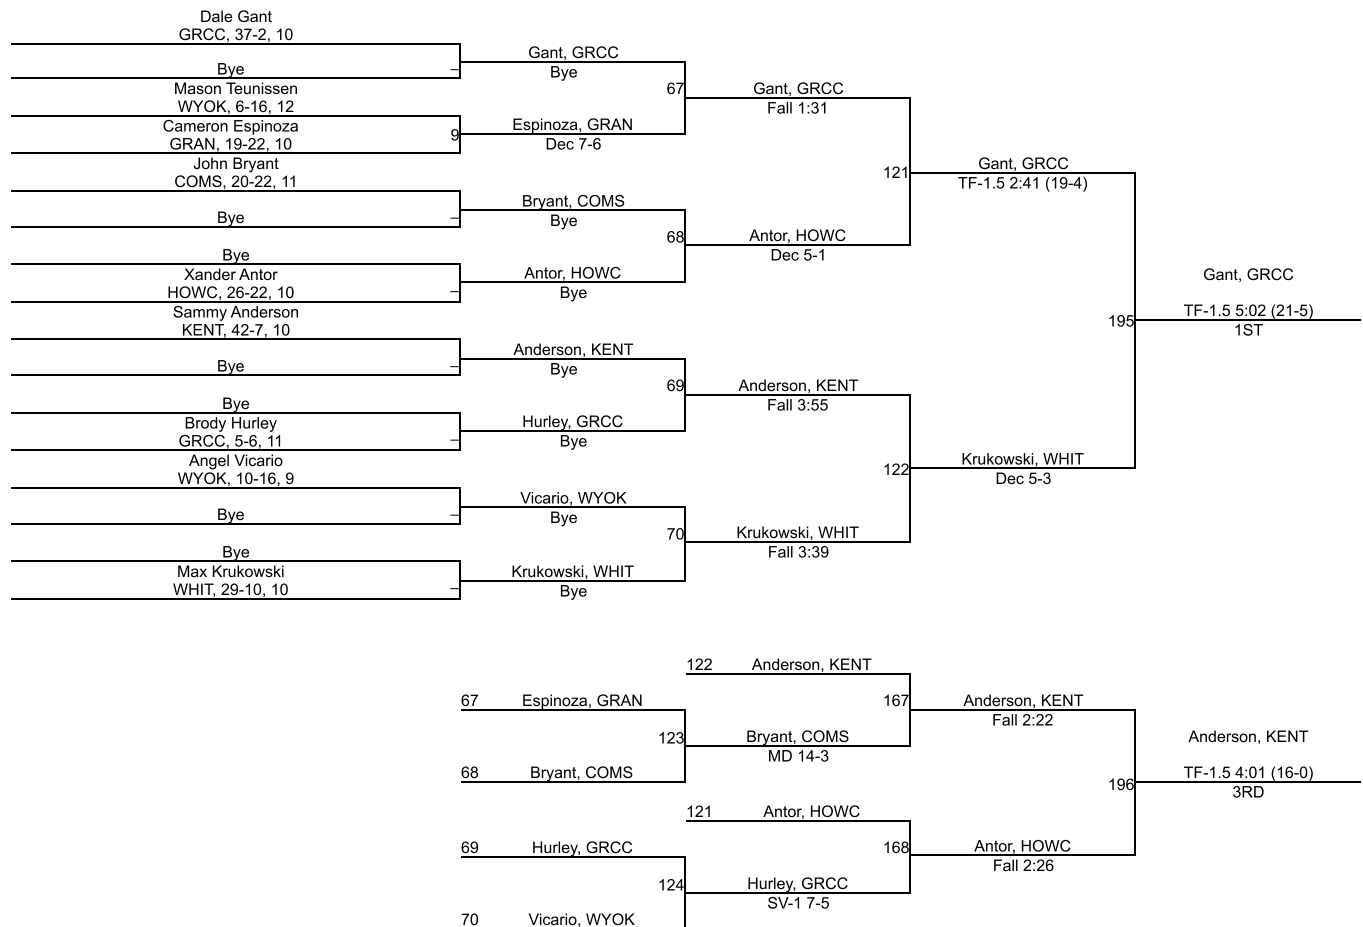 Dale Gant
GRCC, 37-2, 10
Bye
Mason Teunissen
WYOK, 6-16, 12
Cameron Espinoza
GRAN, 19-22, 10
9
John Bryant
COMS, 20-22, 11
Bye
Bye
Xander Antor
HOWC, 26-22, 10
Sammy Anderson
KENT, 42-7, 10
Bye
Bye
Brody Hurley
GRCC, 5-6, 11
Angel Vicario
WYOK, 10-16, 9
Bye
Bye
Max Krukowski
WHIT, 29-10, 10
Gant, GRCC
Bye
67
Espinoza, GRAN
Dec 7-6
Bryant, COMS
Bye
68
Antor, HOWC
Bye
Anderson, KENT
Bye
69
Hurley, GRCC
Bye
Vicario, WYOK
Bye
70
Krukowski, WHIT
Bye
Gant, GRCC
Fall 1:31
121
Antor, HOWC
Dec 5-1
Anderson, KENT
Fall 3:55
122
Krukowski, WHIT
Fall 3:39
Gant, GRCC
TF-1.5 2:41 (19-4)
195
Krukowski, WHIT
Dec 5-3
Gant, GRCC
TF-1.5 5:02 (21-5)
1ST
67 Espinoza, GRAN
123
68 Bryant, COMS
69 Hurley, GRCC
124
70 Vicario, WYOK
122 Anderson, KENT
167
Bryant, COMS
MD 14-3
121 Antor, HOWC
168
Hurley, GRCC
SV-1 7-5
Anderson, KENT
Fall 2:22
196
Antor, HOWC
Fall 2:26
Anderson, KENT
TF-1.5 4:01 (16-0)
3RD